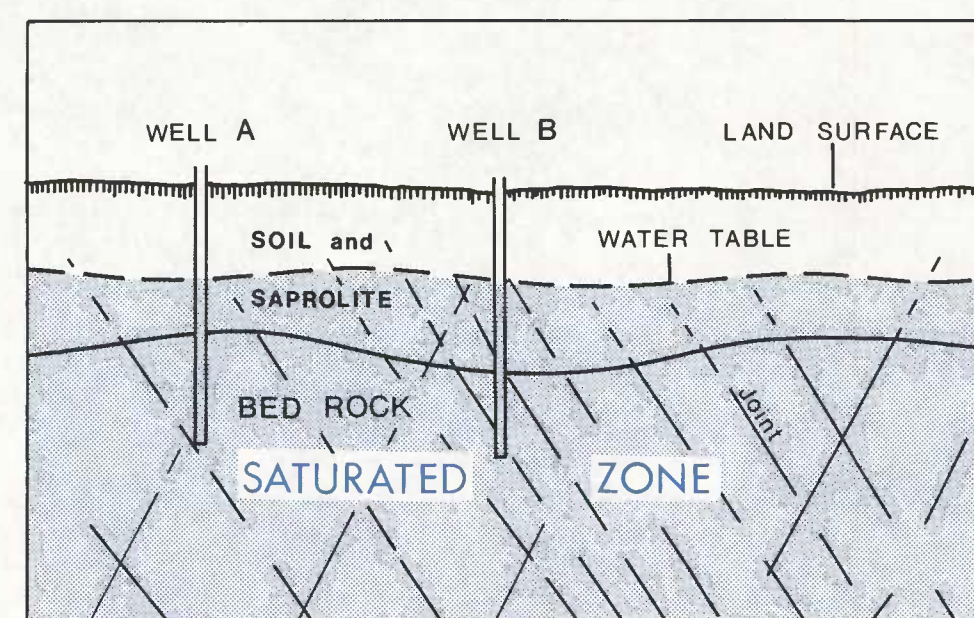 WELL A
WELL B
LAND SURFACE
SOIL and
WATER TABLE
SAPROLITE
BED ROCK
Joint
SATURATED ZONE